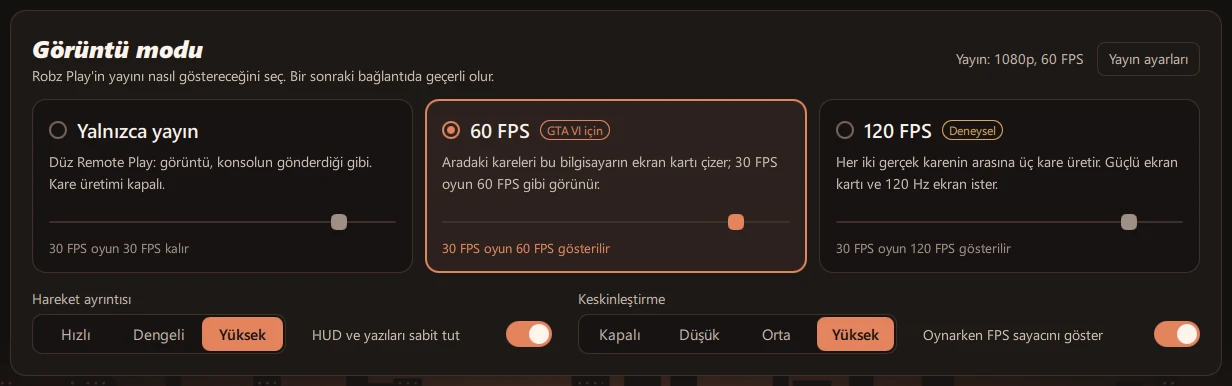 Görüntü modu
Robz Play'in yayını nasıl göstereceğini seç. Bir sonraki bağlantıda geçerli olur.
Yayın: 1080p, 60 FPS
Yayın ayarları
Yalnızca yayın
Düz Remote Play: görüntü, konsolun gönderdiği gibi.
Kare üretimi kapalı.
30 FPS oyun 30 FPS kalır
60 FPS
GTA VI için
Aradaki kareleri bu bilgisayarın ekran kartı çizer; 30 FPS
oyun 60 FPS gibi görünür.
30 FPS oyun 60 FPS gösterilir
120 FPS
Deneysel
Her iki gerçek karenin arasına üç kare üretir. Güçlü ekran
kartı ve 120 Hz ekran ister.
30 FPS oyun 120 FPS gösterilir
Hareket ayrıntısı
Hızlı
Dengeli
Yüksek
HUD ve yazıları sabit tut
Keskinleştirme
Kapalı
Düşük
Orta
Yüksek
Oynarken FPS sayacını göster